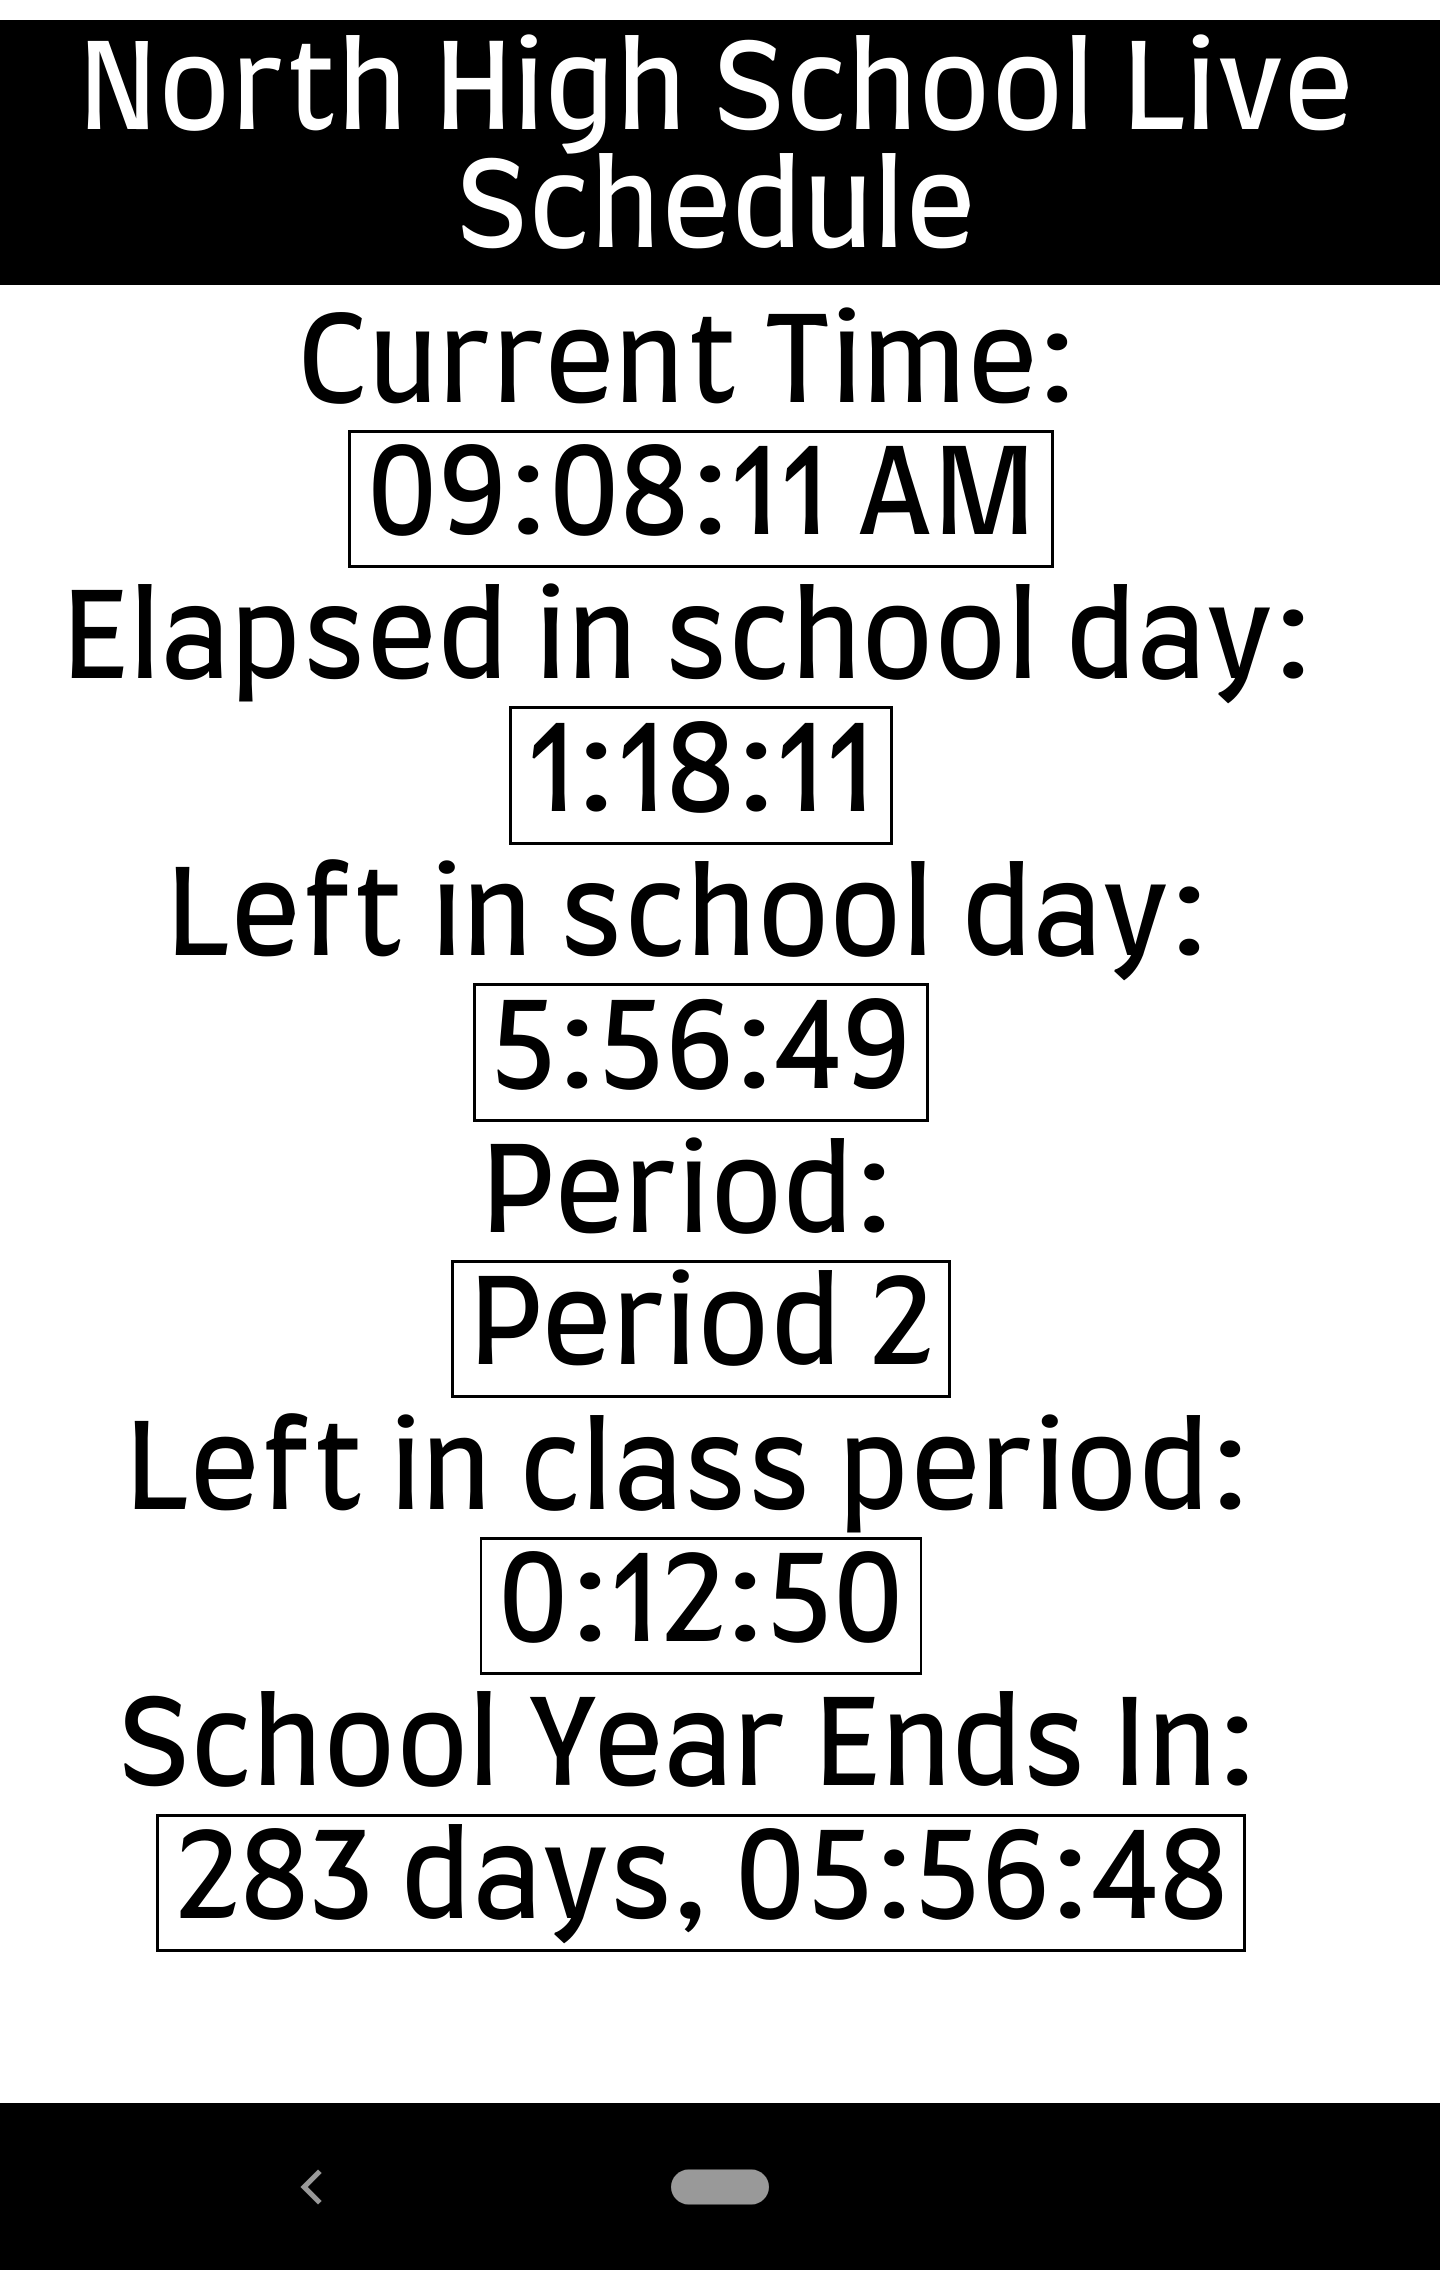 North High School Live
Schedule
Current Time:
09:08:11 AM
Elapsed in school day:
1:18:11
Left in school day:
5:56:49
Period:
Period 2
Left in class period:
0:12:50
School Year Ends In:
283 days, 05:56:48